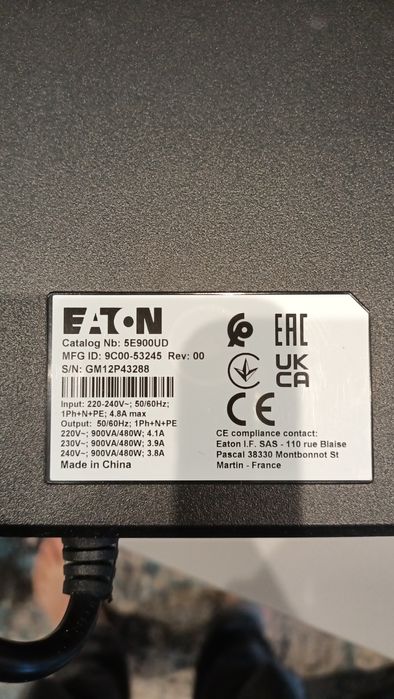 EATON
Catalog Nb: 5E900UD
MFG ID: 9C00-53245 Rev: 00
S/N: GM12P43288
Input: 220-240V~; 50/60Hz;
1Ph+N+PE; 4.8A max
Output: 50/60Hz; 1Ph+N+PE
220V~; 900VA/480W; 4.1A
230V~; 900VA/480W; 3.9A
240V~; 900VA/480W; 3.8A
Made in China
EAC
UK
CA
CE
CE compliance contact:
Eaton I.F. SAS - 110 rue Blaise
Pascal 38330 Montbonnot St
Martin - France